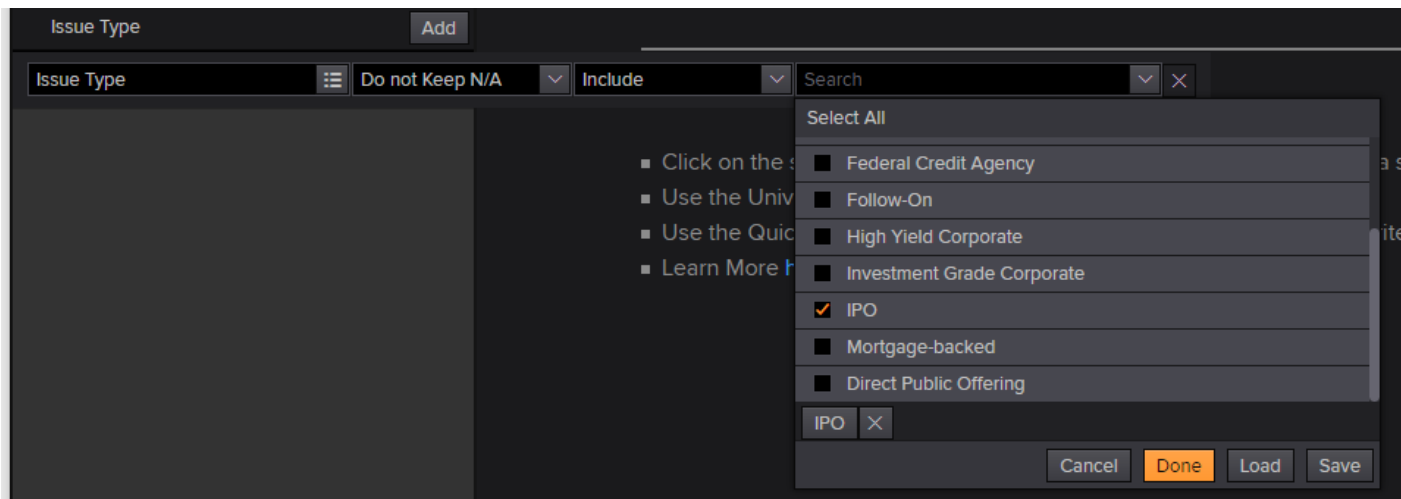 Issue Type Add
Issue Type Do not Keep N/A Include Search
Select All
Click on the
Federal Credit Agency
Use the Univ
Follow-On
Use the Quic
High Yield Corporate
Learn More
Investment Grade Corporate
IPO
Mortgage-backed
Direct Public Offering
IPO
Cancel Done Load Save